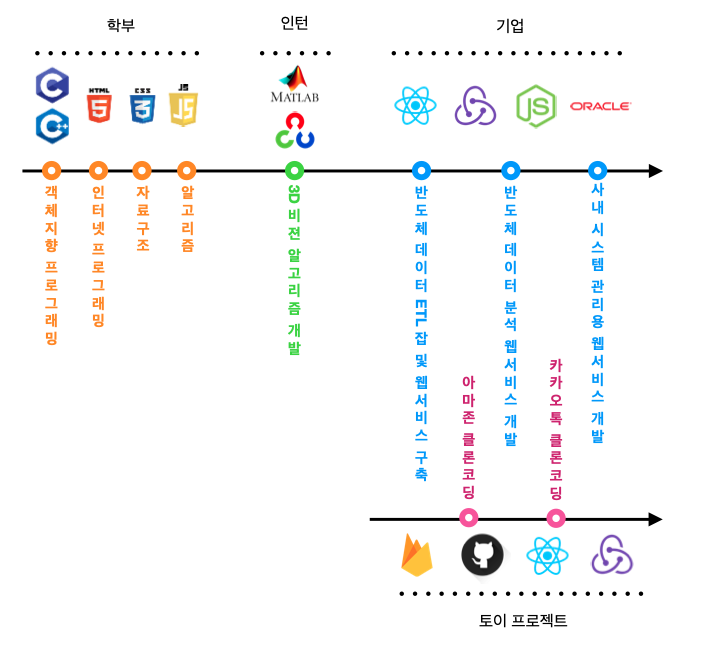 학부
인턴
기업
C
C++
HTML
5
CSS
3
JS
JS
MATLAB
JS
ORACLE
객체지향 프로그래밍
인터넷 프로그래밍
자료구조
알고리즘
3D 비젼 알고리즘 개발
반도체 데이터 ETL 잡 및 웹 서비스 구축
반도체 데이터 분석 웹 서비스 개발
사내 시스템 관리용 웹 서비스 개발
아마존 클론코딩
카카오톡 클론코딩
토이 프로젝트